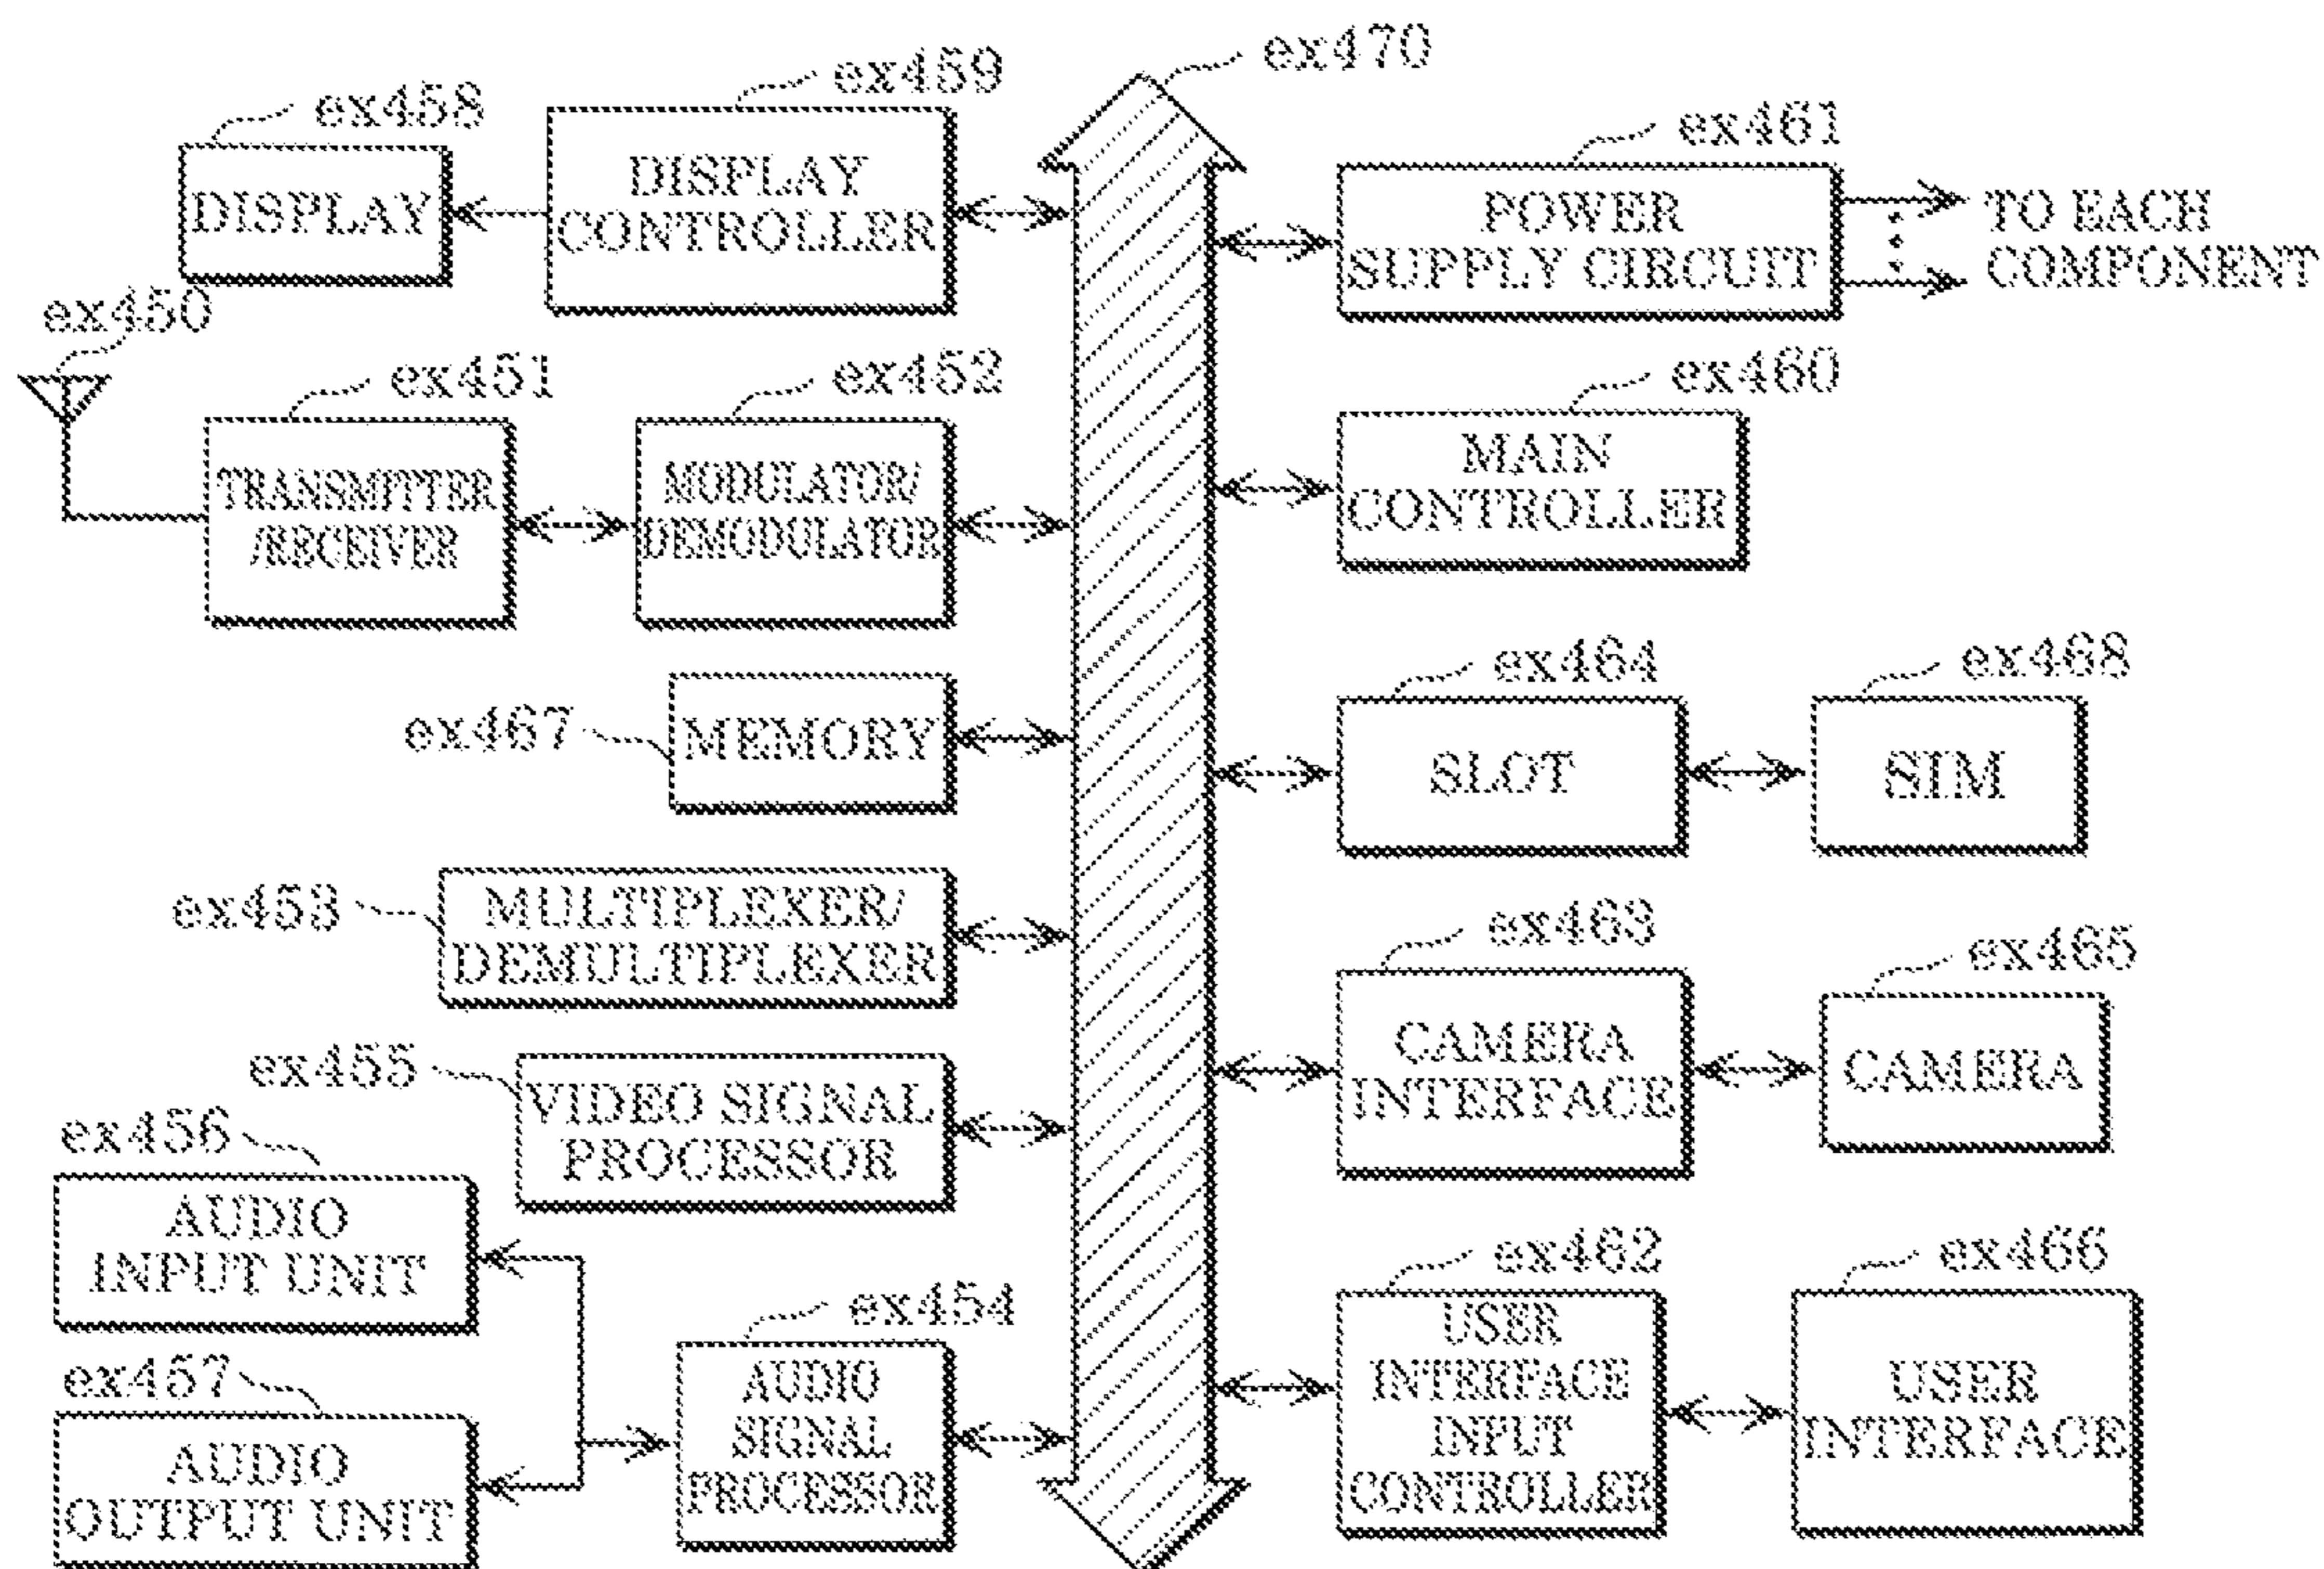 ex470
ex459
ex458
DISPLAY
DISPLAY
CONTROLLER
ex461
POWER
SUPPLY CIRCUIT
TO EACH
COMPONENT
ex450
ex451
TRANSMITTER
/RECEIVER
ex452
MODULATOR/
DEMODULATOR
ex460
MAIN
CONTROLLER
ex467
MEMORY
ex464
SLOT
ex468
SIM
ex453
MULTIPLEXER/
DEMULTIPLEXER
ex463
CAMERA
INTERFACE
ex465
CAMERA
ex455
VIDEO SIGNAL
PROCESSOR
ex456
AUDIO
INPUT UNIT
ex457
AUDIO
OUTPUT UNIT
ex454
AUDIO
SIGNAL
PROCESSOR
ex462
USER
INTERFACE
INPUT
CONTROLLER
ex466
USER
INTERFACE